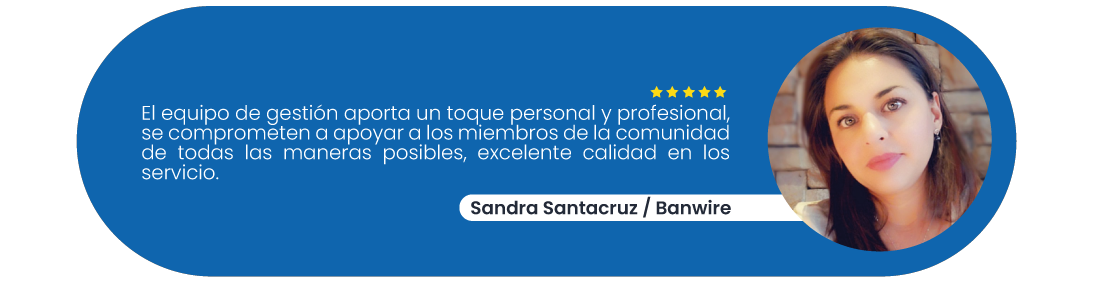 El equipo de gestión aporta un toque personal y profesional,
se comprometen a apoyar a los miembros de la comunidad
de todas las maneras posibles, excelente calidad en los
servicio.
Sandra Santacruz / Banwire